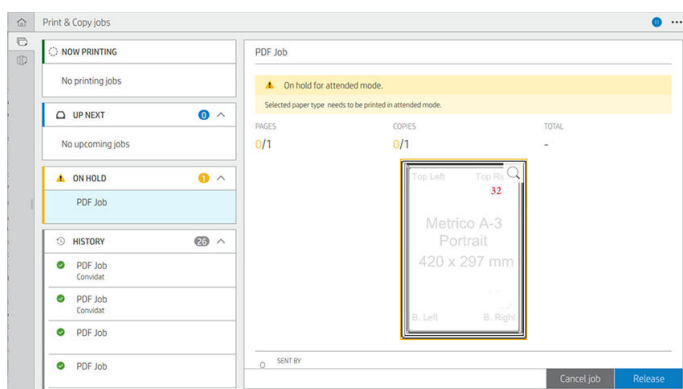 Print & Copy jobs
NOW PRINTING
No printing jobs
UP NEXT 0
No upcoming jobs
ON HOLD 1
PDF Job
HISTORY 26
PDF Job
Convidat
PDF Job
Convidat
PDF Job
PDF Job
PDF Job
On hold for attended mode.
Selected paper type needs to be printed in attended mode.
PAGES COPIES TOTAL
0/1 0/1 -
Top Left Top Ri
32
Metrico A-3
Portrait
420 x 297 mm
B. Left B. Right
SENT BY
Cancel job Release